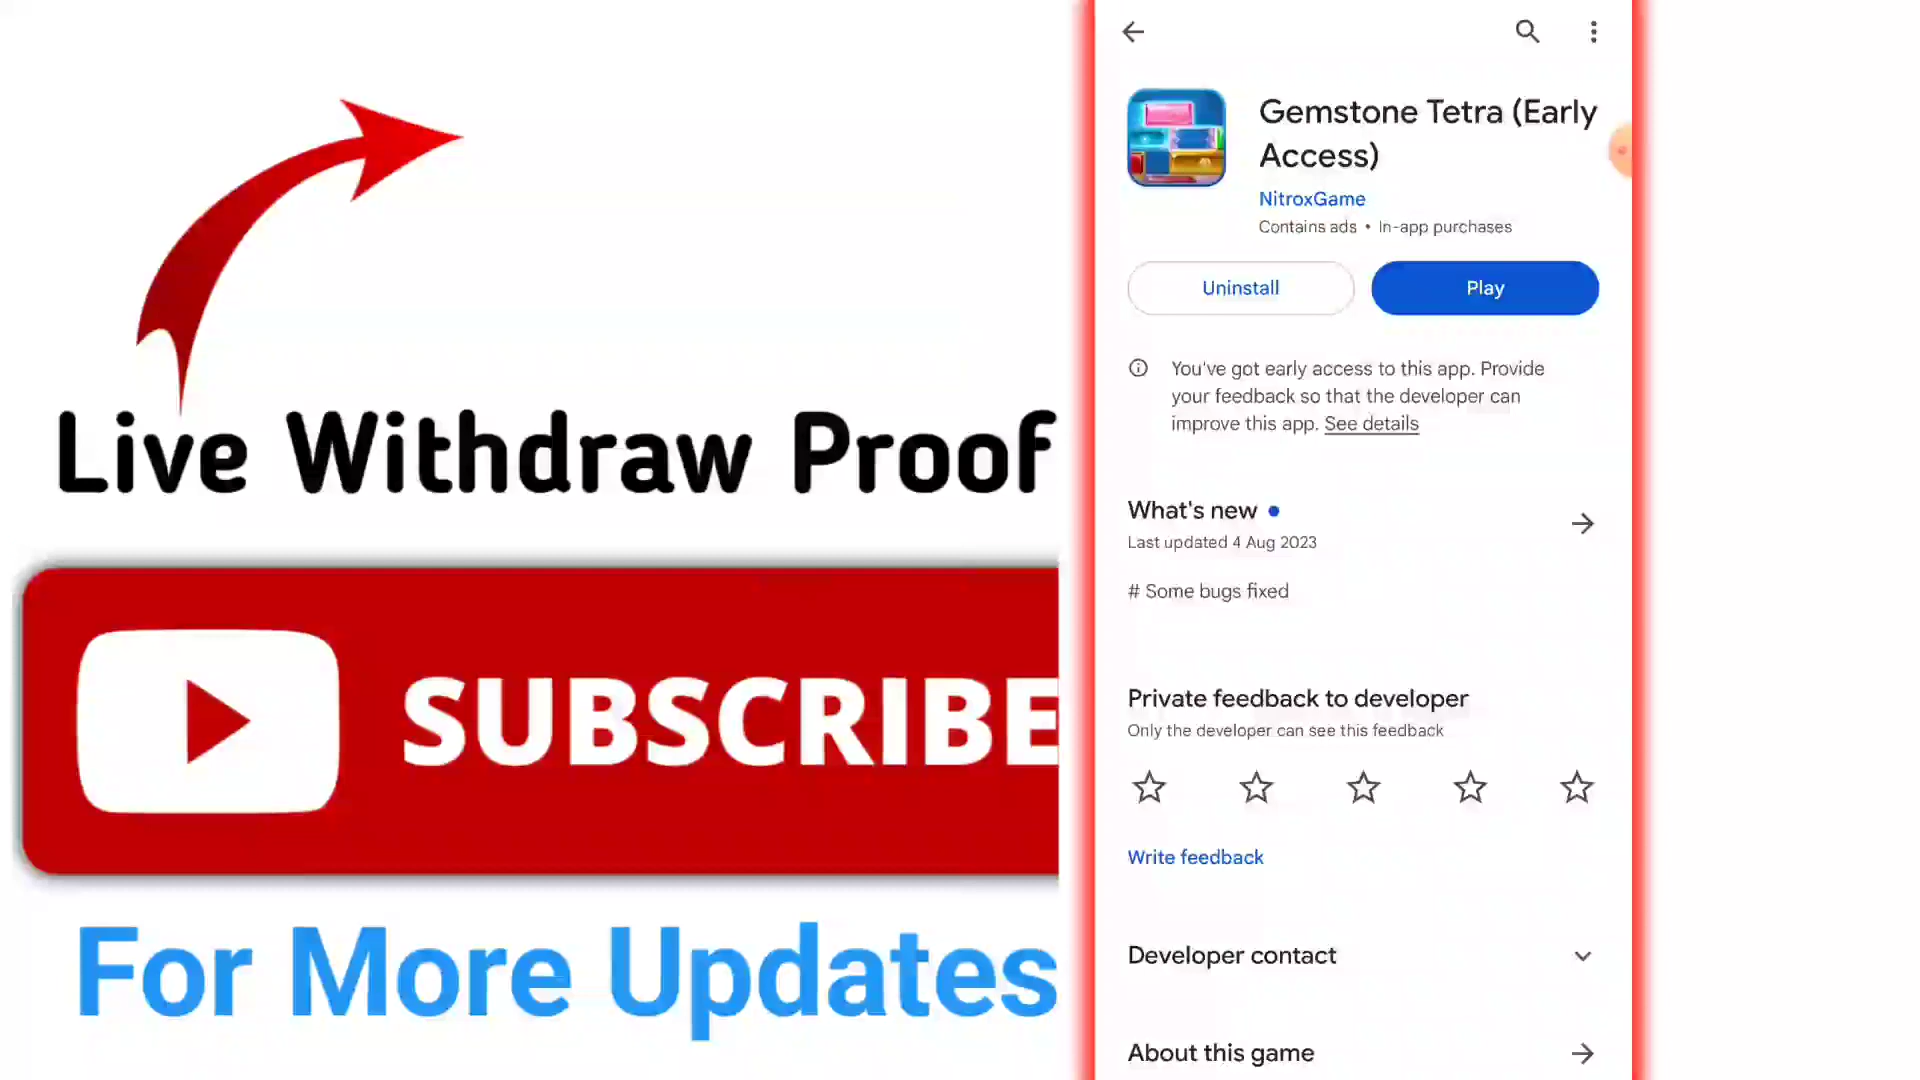 Live Withdraw Proof
SUBSCRIBE
For More Updates
Gemstone Tetra (Early
Access)
NitroxGame
Contains ads • In-app purchases
Uninstall
Play
You've got early access to this app. Provide
your feedback so that the developer can
improve this app. See details
What's new
Last updated 4 Aug 2023
# Some bugs fixed
Private feedback to developer
Only the developer can see this feedback
Write feedback
Developer contact
About this game